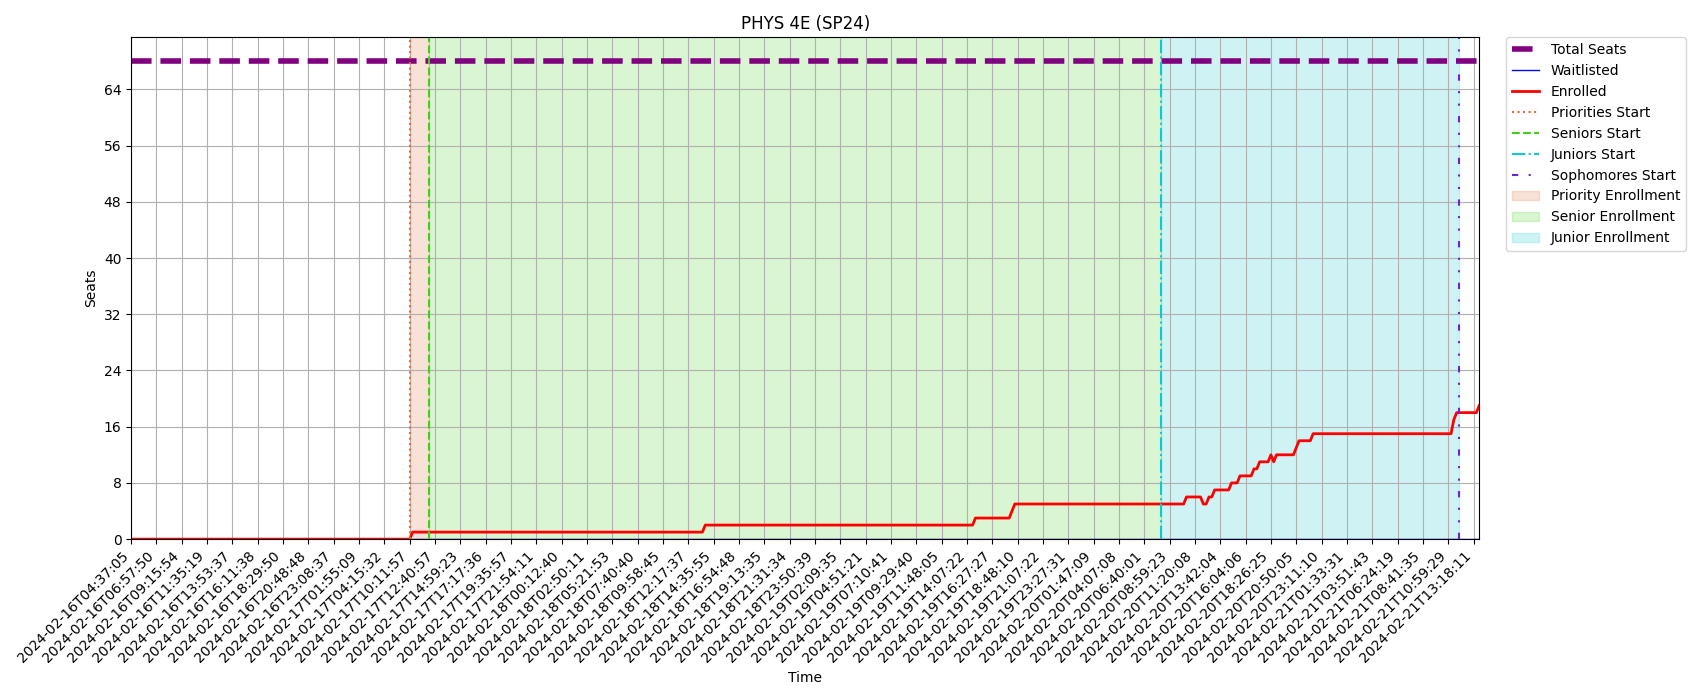 PHYS 4E (SP24)
Total Seats
Waitlisted
Enrolled
Priorities Start
Seniors Start
Juniors Start
Sophomores Start
Priority Enrollment
Senior Enrollment
Junior Enrollment
Seats
64
56
48
40
32
24
16
8
0
2024-02-16T04:37:05
2024-02-16T06:57:50
2024-02-16T09:15:54
2024-02-16T11:35:19
2024-02-16T13:53:37
2024-02-16T16:11:38
2024-02-16T18:29:50
2024-02-16T20:48:48
2024-02-16T23:08:37
2024-02-17T01:55:09
2024-02-17T04:15:32
2024-02-17T10:11:57
2024-02-17T12:40:57
2024-02-17T14:59:23
2024-02-17T17:17:36
2024-02-17T19:35:57
2024-02-17T21:54:11
2024-02-18T00:12:40
2024-02-18T02:50:11
2024-02-18T05:21:53
2024-02-18T07:40:40
2024-02-18T09:58:45
2024-02-18T12:17:37
2024-02-18T14:35:55
2024-02-18T16:54:48
2024-02-18T19:13:35
2024-02-18T21:31:34
2024-02-18T23:50:39
2024-02-19T02:09:35
2024-02-19T04:51:21
2024-02-19T07:10:41
2024-02-19T09:29:40
2024-02-19T11:48:05
2024-02-19T14:07:22
2024-02-19T16:27:27
2024-02-19T18:48:10
2024-02-19T21:07:22
2024-02-19T23:27:31
2024-02-20T01:47:09
2024-02-20T04:07:08
2024-02-20T06:40:01
2024-02-20T08:59:23
2024-02-20T11:20:08
2024-02-20T13:42:04
2024-02-20T16:04:06
2024-02-20T18:26:25
2024-02-20T20:50:05
2024-02-20T23:11:10
2024-02-21T01:33:31
2024-02-21T03:51:43
2024-02-21T06:24:19
2024-02-21T08:41:35
2024-02-21T10:59:29
2024-02-21T13:18:11
Time